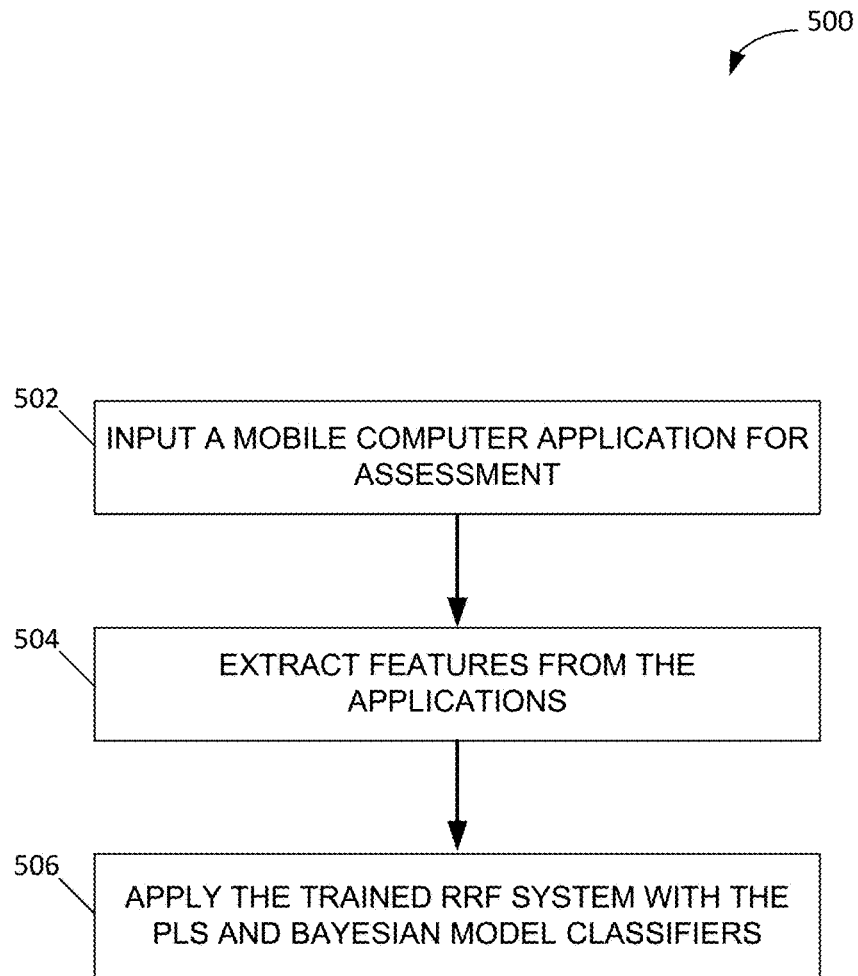 500
502
INPUT A MOBILE COMPUTER APPLICATION FOR
ASSESSMENT
504
EXTRACT FEATURES FROM THE
APPLICATIONS
506
APPLY THE TRAINED RRF SYSTEM WITH THE
PLS AND BAYESIAN MODEL CLASSIFIERS